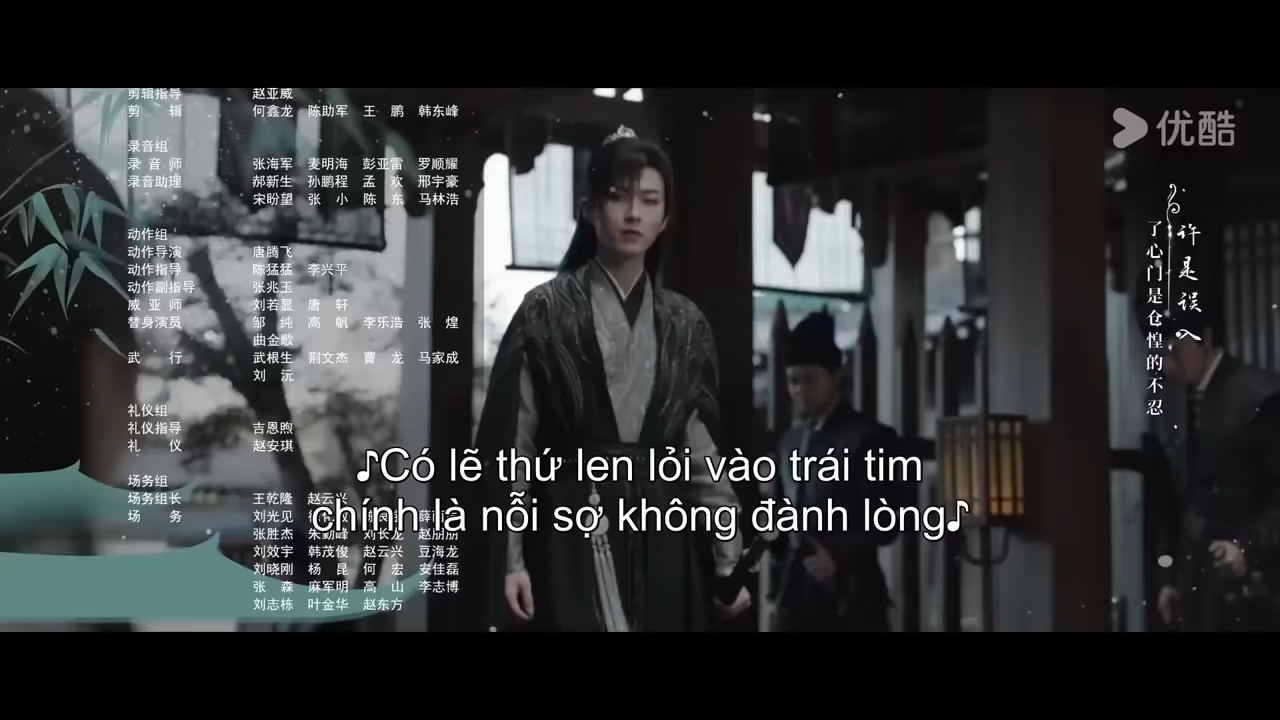 剪辑指导 赵亚威
剪辑 何鑫龙 陈助军 王鹏 韩东峰
录音组
录音师 张海军 麦明海 彭亚雷 罗顺耀
录音助理 郝新生 孙鹏程 孟欢 邢宇豪
宋盼望 张小 陈东 马林浩
动作组
动作导演 唐腾飞
动作指导 陈猛猛 李兴平
动作副指导 张兆玉
威亚师 刘若显 唐轩
替身演员 邹纯 高帆 李乐浩 张煌
曲金歌
武行 武根生 荆文杰 曹龙 马家成
刘沅
礼仪组
礼仪指导 吉恩煦
礼仪 赵安琪
场务组
场务组长 王乾隆 赵云兴
场务 刘光见
张胜杰 朱勤峰 刘长龙 赵朋朋
刘效宇 韩茂俊 赵云兴 豆海龙
刘晓刚 杨昆 何宏 安佳磊
张森 麻军明 高山 李志博
刘志栋 叶金华 赵东方
优酷
许是误入
了心门是仓惶的不忍
♪Có lẽ thứ len lỏi vào trái tim
chính là nỗi sợ không đành lòng♪